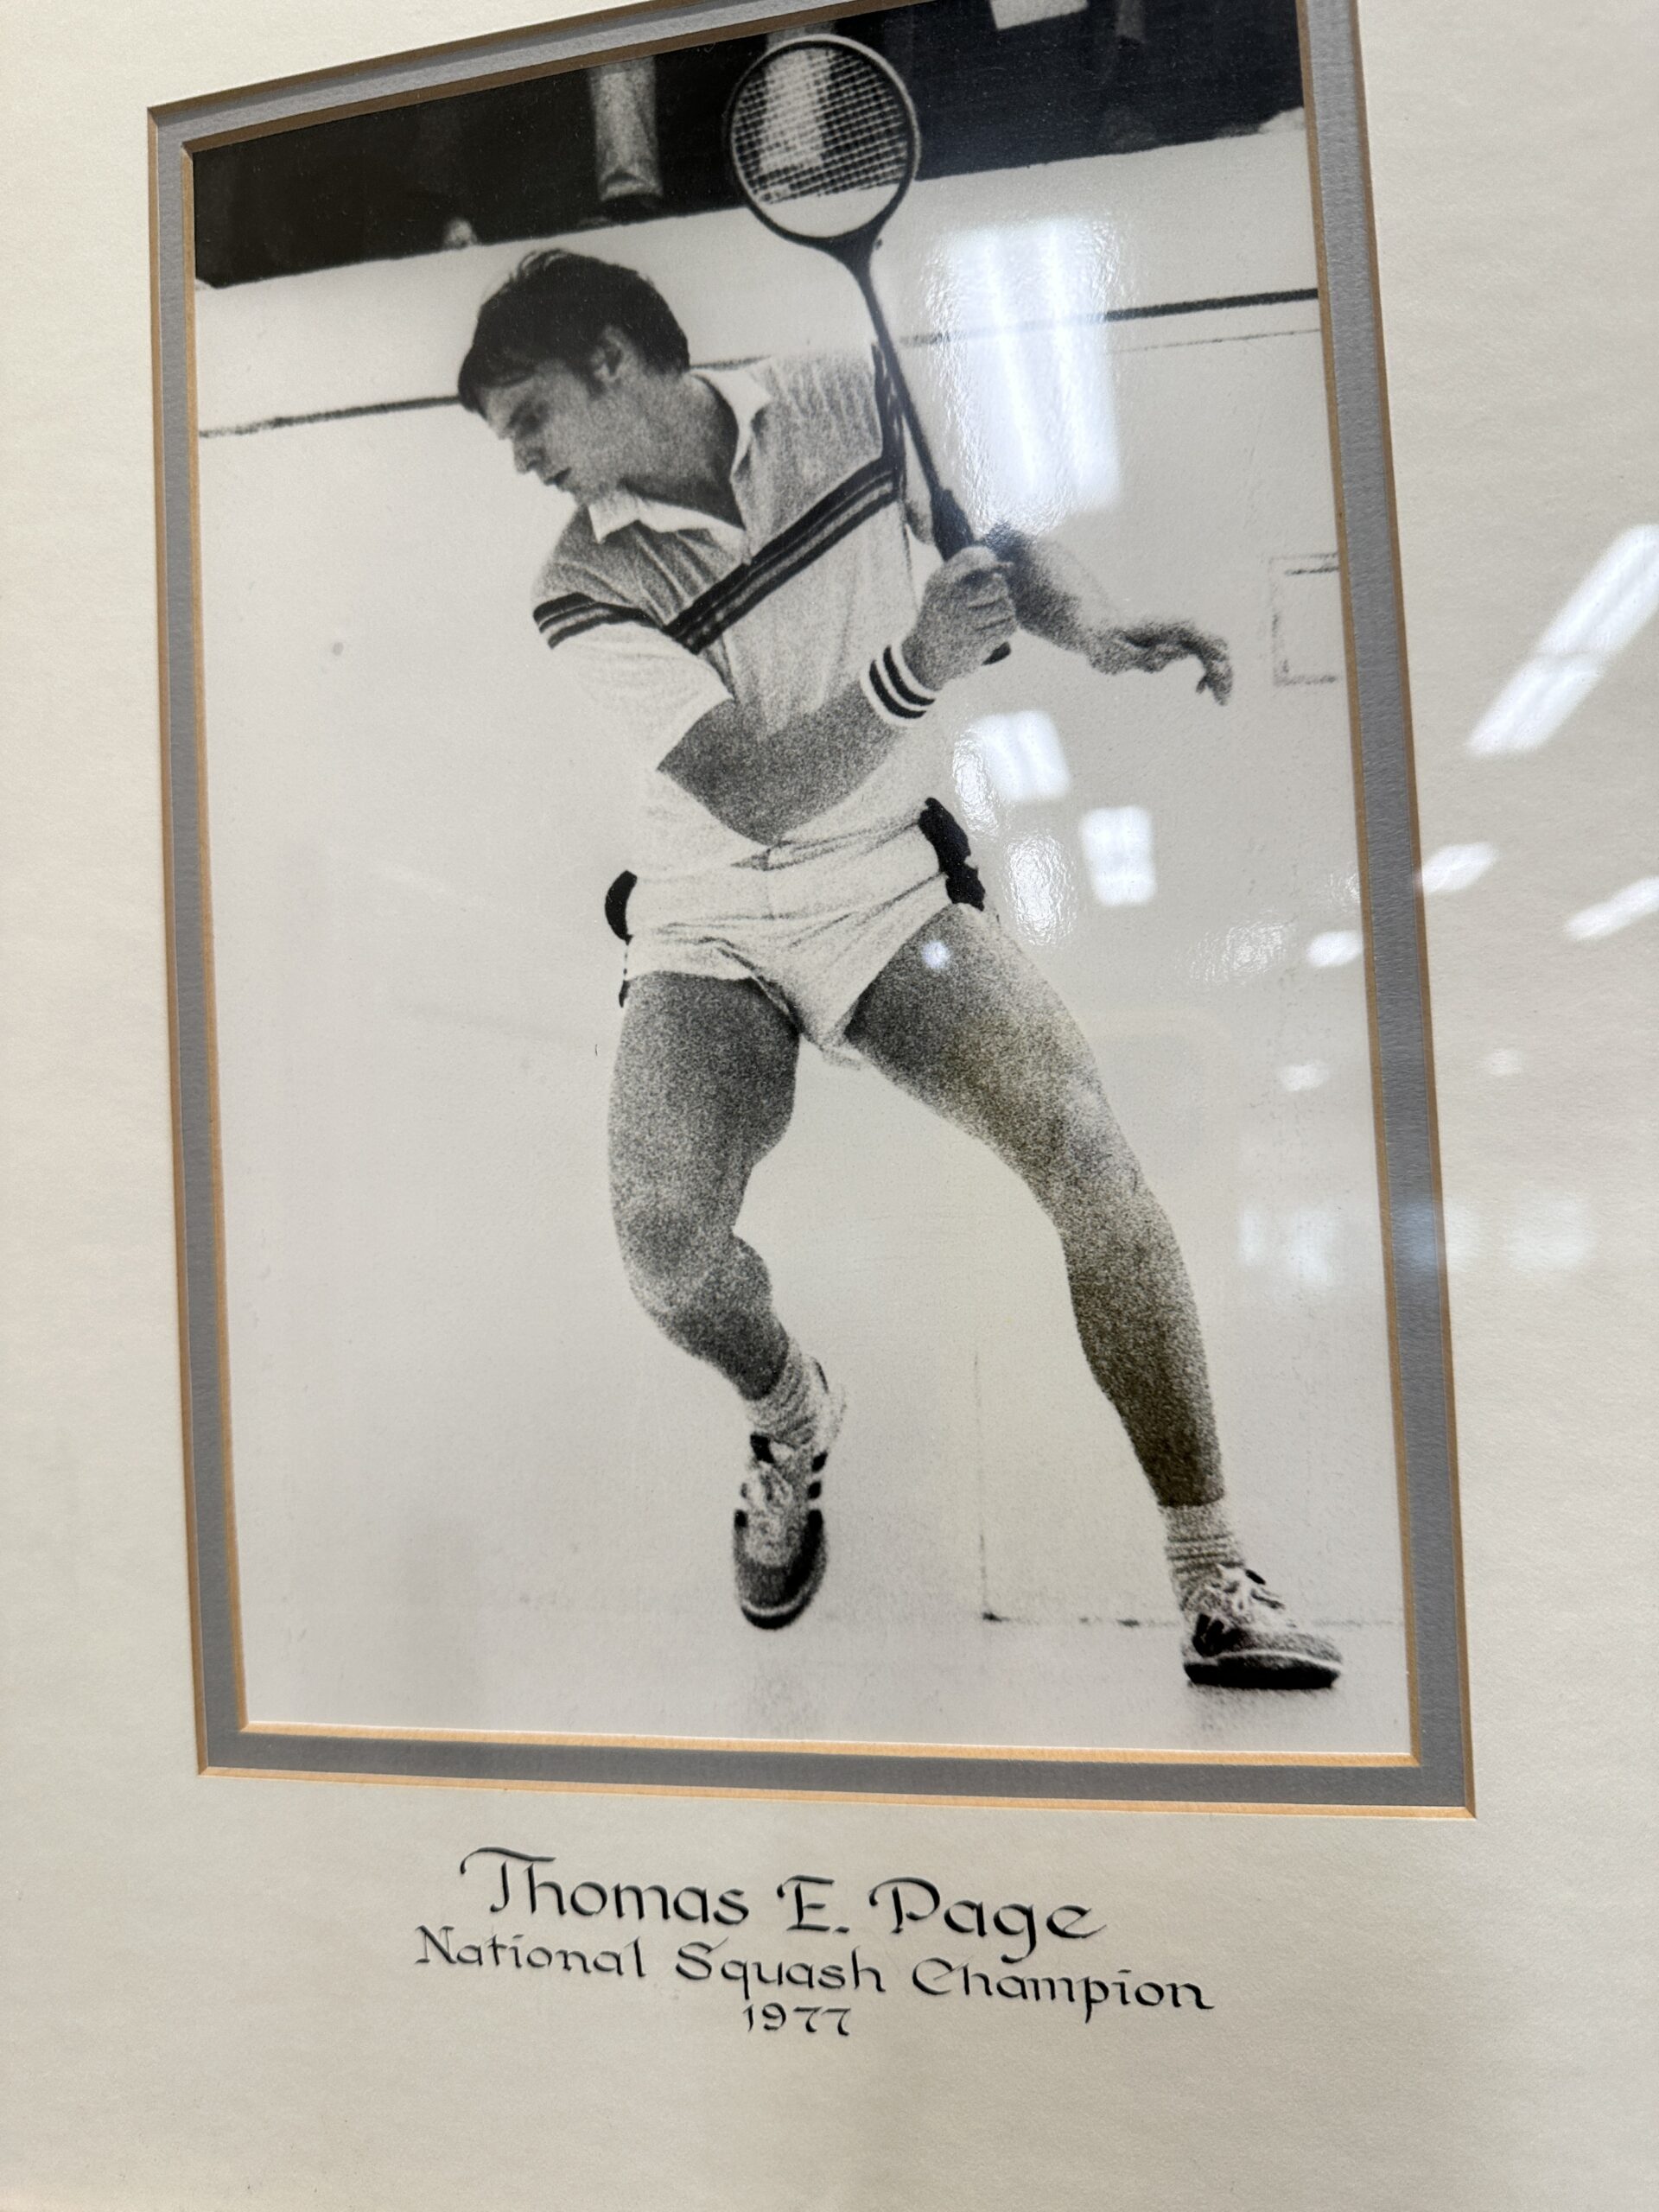 Thomas E. Page
National Squash Champion
1977